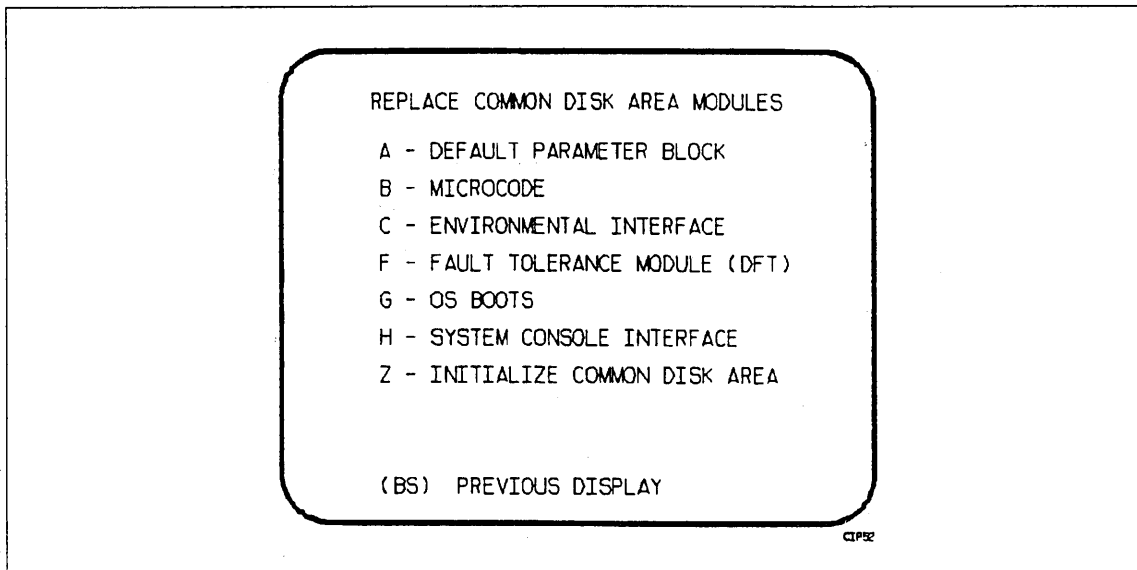 REPLACE COMMON DISK AREA MODULES
A - DEFAULT PARAMETER BLOCK
B - MICROCODE
C - ENVIRONMENTAL INTERFACE
F - FAULT TOLERANCE MODULE (DFT)
G - OS BOOTS
H - SYSTEM CONSOLE INTERFACE
Z - INITIALIZE COMMON DISK AREA
(BS) PREVIOUS DISPLAY
CIP52